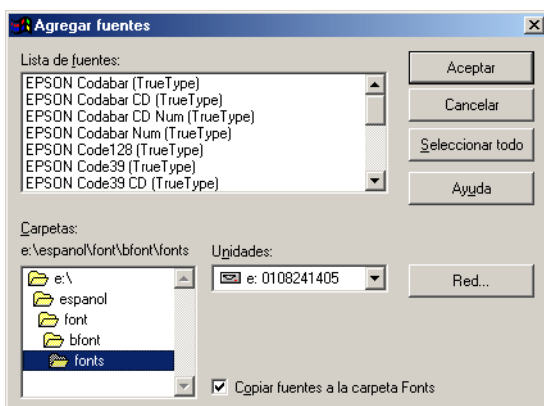 Agregar fuentes
Lista de fuentes:
EPSON Codabar (TrueType)
EPSON Codabar CD (TrueType)
EPSON Codabar CD Num (TrueType)
EPSON Codabar Num (TrueType)
EPSON Code128 (TrueType)
EPSON Code39 (TrueType)
EPSON Code39 CD (TrueType)
Aceptar
Cancelar
Seleccionar todo
Ayuda
Carpetas:
e:\espanol\font\bfont\fonts
e:\
espanol
font
bfont
fonts
Unidades:
e: 0108241405
Red...
Copiar fuentes a la carpeta Fonts